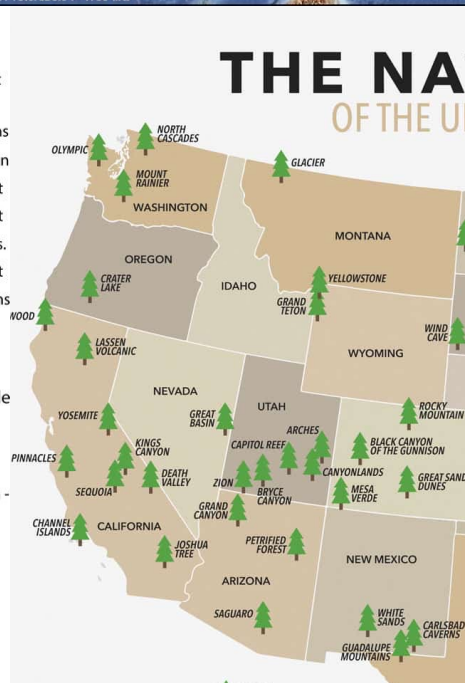 THE NA
OF THE U
NORTH
CASCADES
OLYMPIC
MOUNT
RAINIER
WASHINGTON
GLACIER
MONTANA
OREGON
CRATER
LAKE
IDAHO
YELLOWSTONE
GRAND
TETON
WOOD
WYOMING
WIND
CAVE
LASSEN
VOLCANIC
NEVADA
UTAH
YOSEMITE
GREAT
BASIN
ROCKY
MOUNTAIN
ARCHES
CAPITOL REEF
BLACK CANYON
OF THE GUNNISON
KINGS
CANYON
PINNACLES
CANYONLANDS
DEATH
VALLEY
SEQUOIA
ZION
BRYCE
CANYON
MESA
VERDE
GREAT SAND
DUNES
GRAND
CANYON
CHANNEL
ISLANDS
CALIFORNIA
JOSHUA
TREE
PETRIFIED
FOREST
NEW MEXICO
ARIZONA
SAGUARO
WHITE
SANDS
CARLSBAD
CAVERNS
GUADALUPE
MOUNTAINS